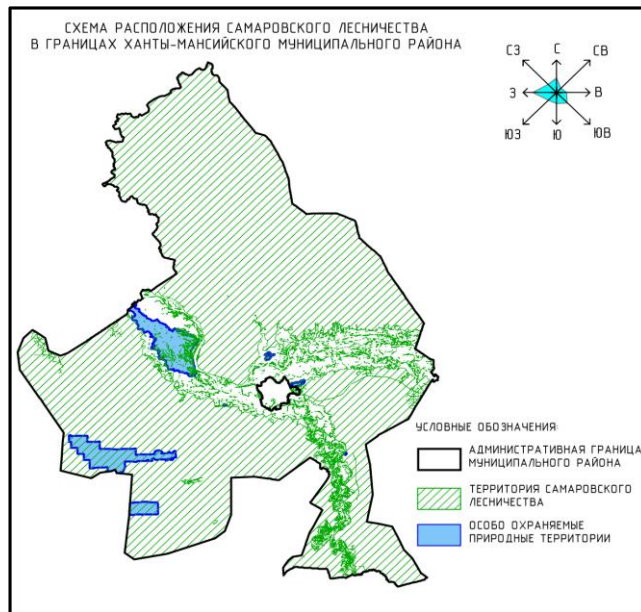 СХЕМА РАСПОЛОЖЕНИЯ САМАРОВСКОГО ЛЕСНИЧЕСТВА
В ГРАНИЦАХ ХАНТЫ-МАНСИЙСКОГО МУНИЦИПАЛЬНОГО РАЙОНА
С
СЗ
СВ
З
В
ЮЗ
Ю
ЮВ
УСЛОВНЫЕ ОБОЗНАЧЕНИЯ:
АДМИНИСТРАТИВНАЯ ГРАНИЦА
МУНИЦИПАЛЬНОГО РАЙОНА
ТЕРРИТОРИЯ САМАРОВСКОГО
ЛЕСНИЧЕСТВА
ОСОБО ОХРАНЯЕМЫЕ
ПРИРОДНЫЕ ТЕРРИТОРИИ